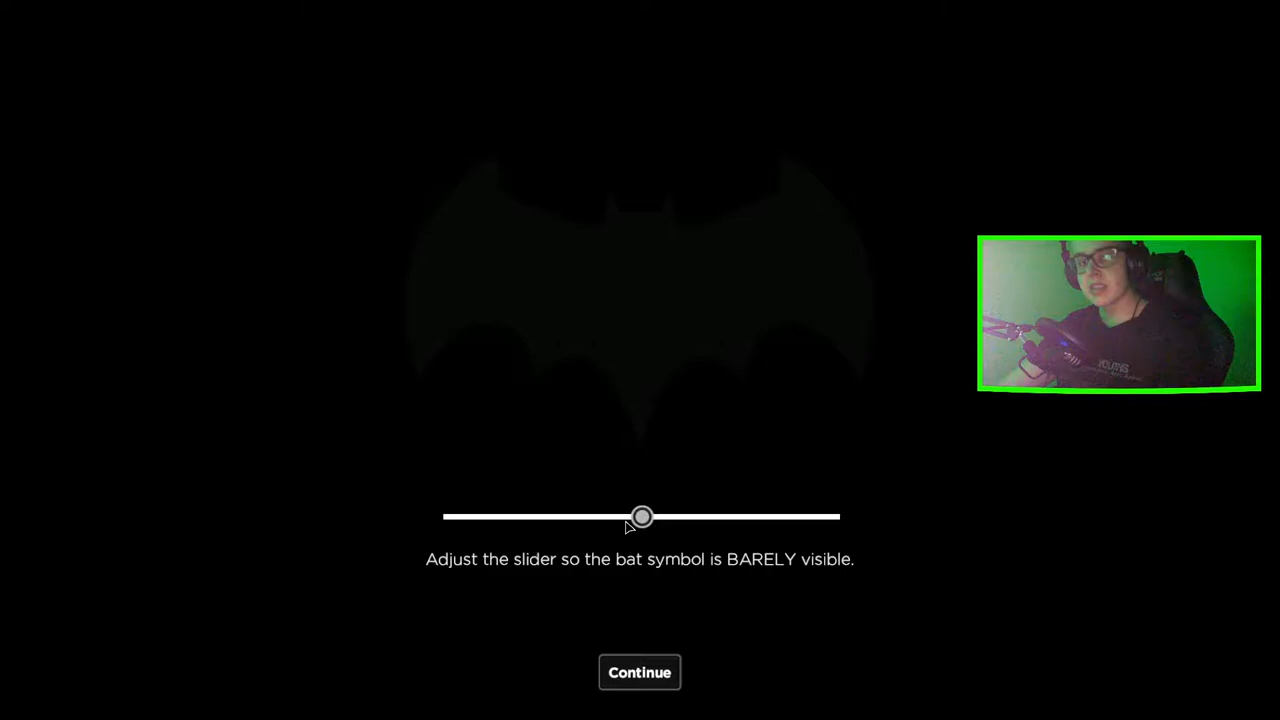 Adjust the slider so the bat symbol is BARELY visible.
Continue